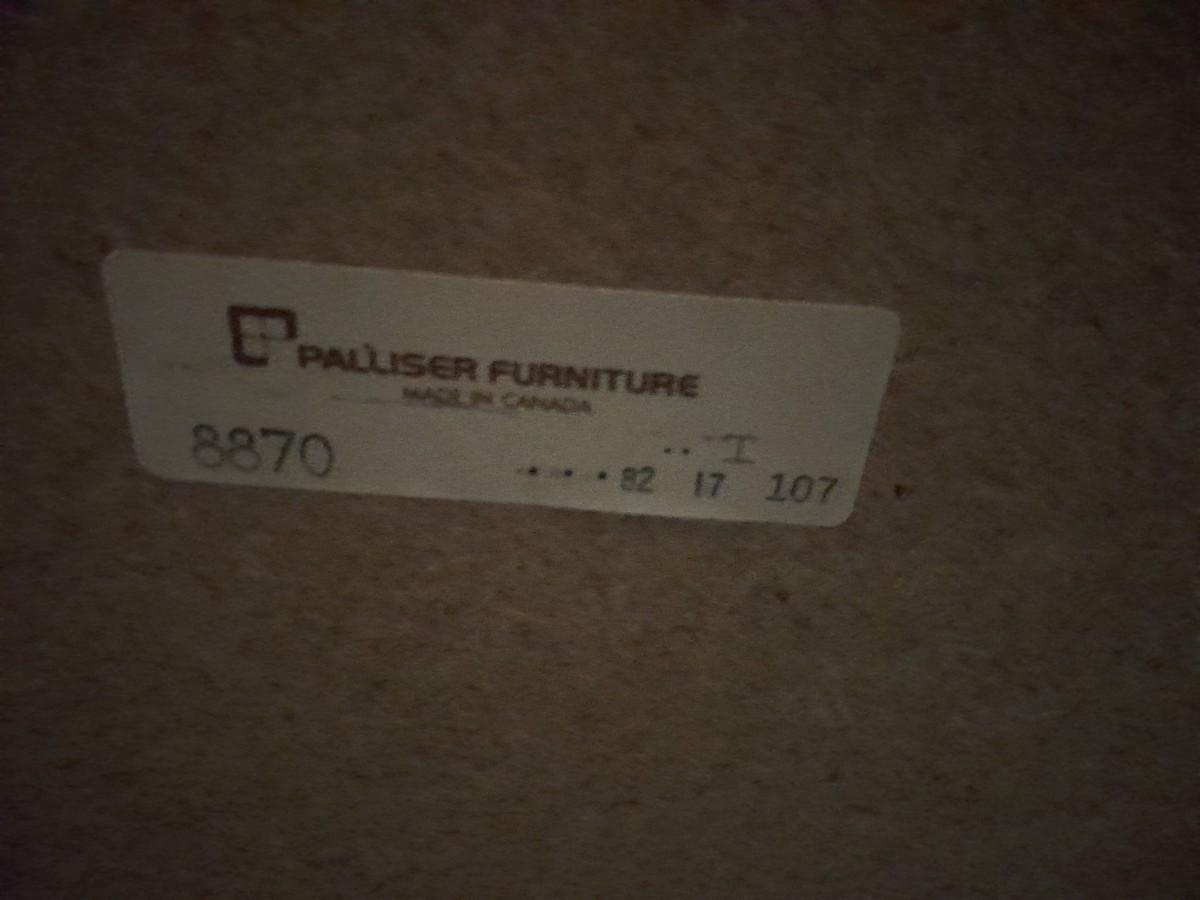 PALLISER FURNITURE
MADE IN CANADA
I
8870 82 17 107